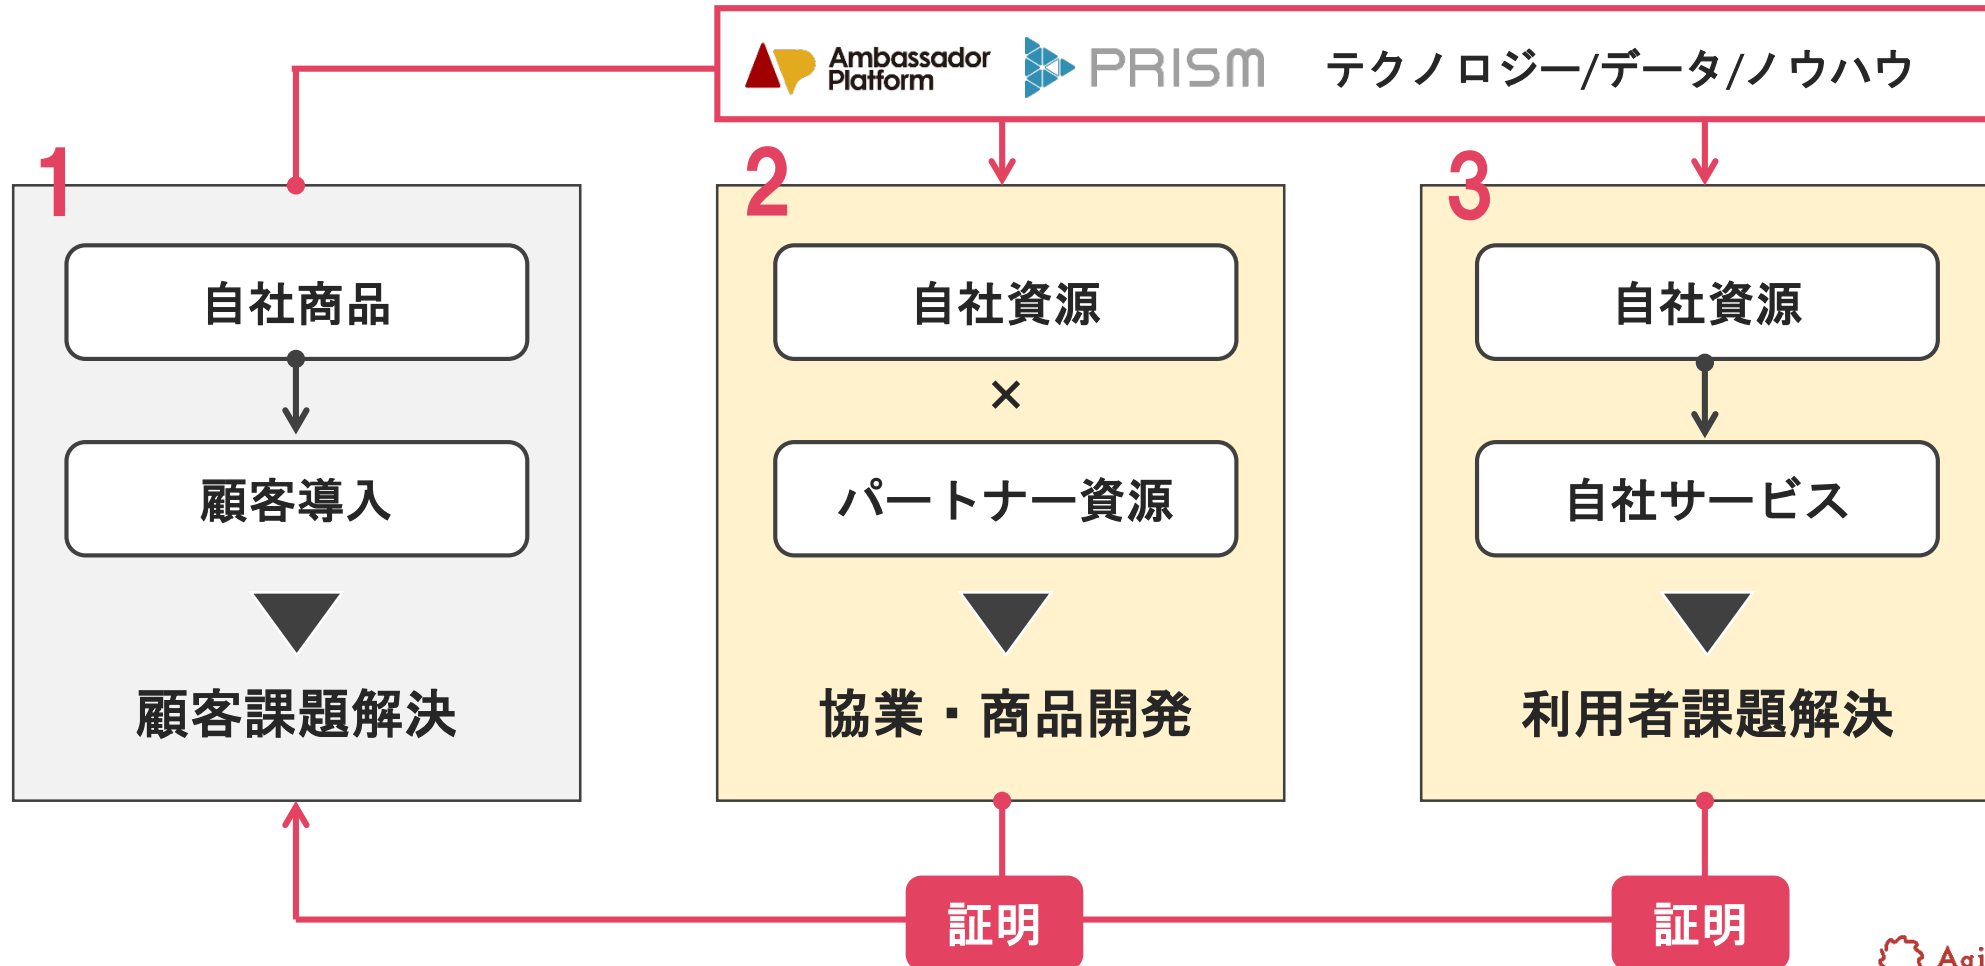 Ambassador
Platform
PRISM
テクノロジー/データ/ノウハウ
1
自社商品
顧客導入
顧客課題解決
2
自社資源
×
パートナー資源
協業・商品開発
3
自社資源
自社サービス
利用者課題解決
証明
証明